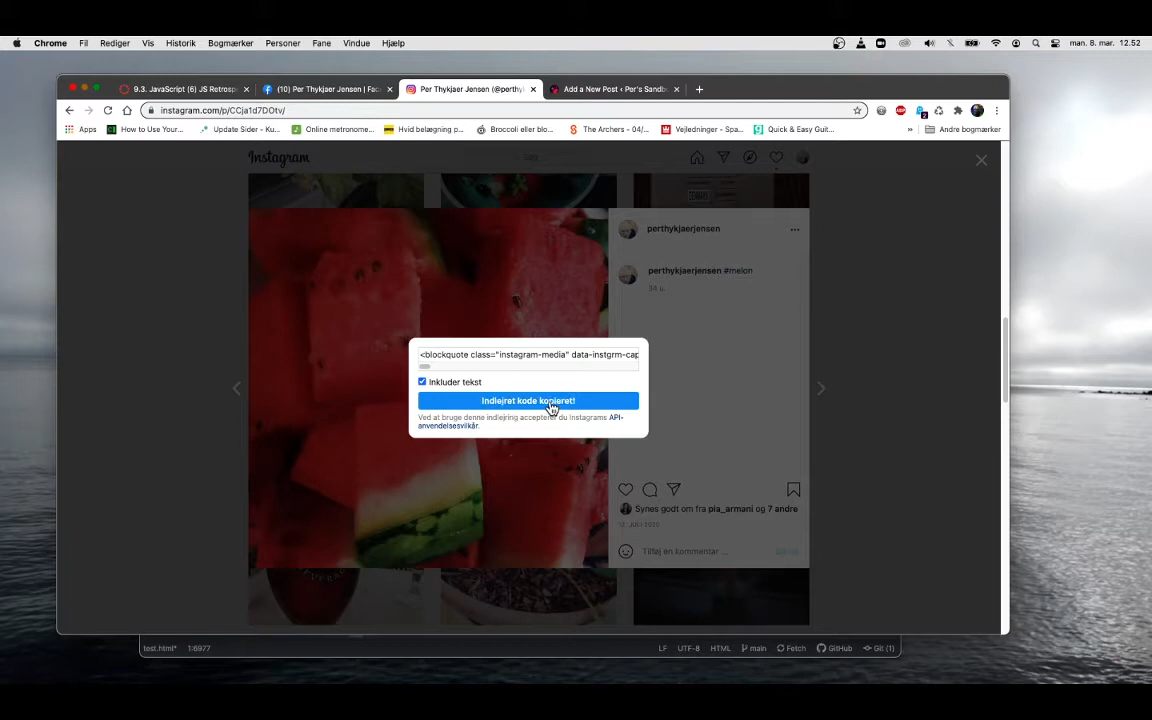 Chrome Fil Rediger Vis Historik Bogmærker Personer Fane Vindue Hjælp man. 8. mar. 12.52
9.3. JavaScript (6) JS Retrosp (10) Per Thykjaer Jensen | Fac Per Thykjaer Jensen (@perthyk Add a New Post ‹ Per's Sandb
instagram.com/p/CCja1d7DOtv/
Apps How to Use Your... Update Sider - Ku... Online metronome... Hvid belægning p... Broccoli eller blo... The Archers - 04/... Vejledninger - Spa... Quick & Easy Guit... » Andre bogmærker
Instagram
perthykjaerjensen
perthykjaerjensen #melon
34 u.
<blockquote class="instagram-media" data-instgrm-cap
Inkluder tekst
Indlejret kode kopieret!
Ved at bruge denne indlejring accepterer du Instagrams API-
anvendelsesvilkår.
Synes godt om fra pia_armani og 7 andre
Tilføj en kommentar ...
test.html* 1:6977 LF UTF-8 HTML main Fetch GitHub Git (1)